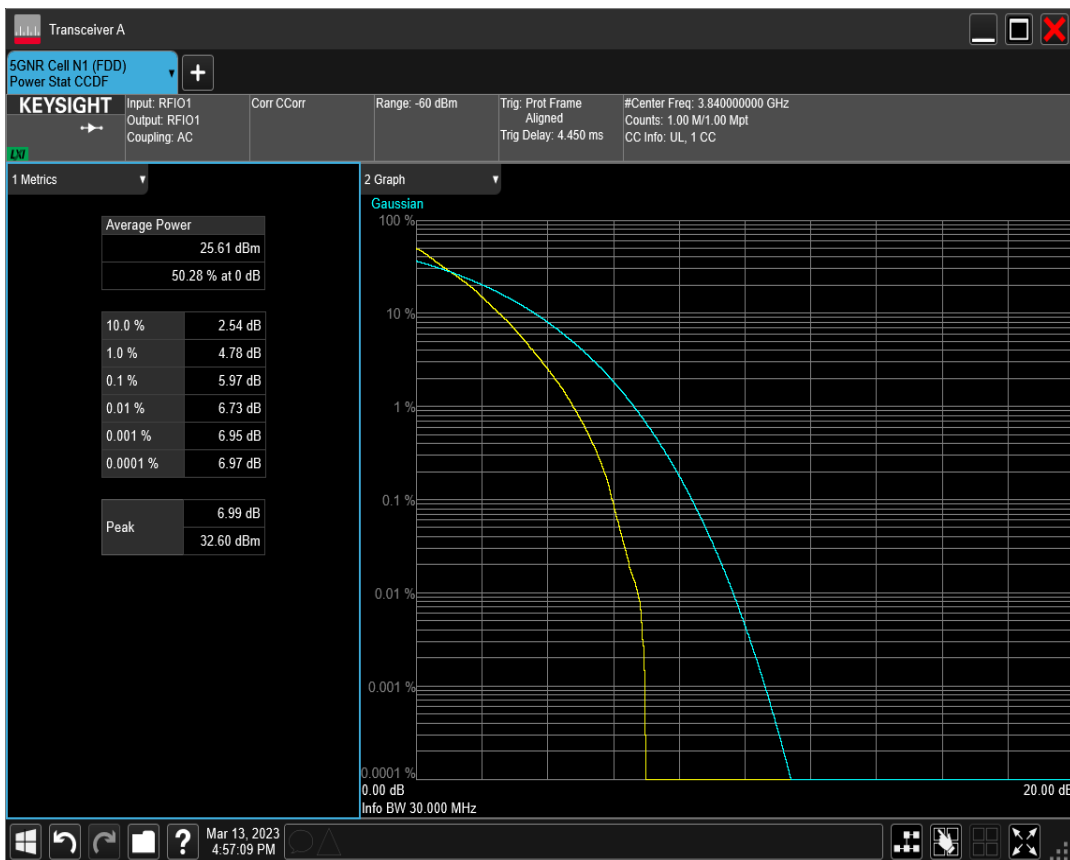 Transceiver A
5GNR Cell N1 (FDD)
Power Stat CCDF
KEYSIGHT
LXI
Input: RFIO1
Output: RFIO1
Coupling: AC
Corr CCorr
Range: -60 dBm
Trig: Prot Frame
Aligned
Trig Delay: 4.450 ms
#Center Freq: 3.840000000 GHz
Counts: 1.00 M/1.00 Mpt
CC Info: UL, 1 CC
1 Metrics
Average Power
25.61 dBm
50.28 % at 0 dB
10.0 % 2.54 dB
1.0 % 4.78 dB
0.1 % 5.97 dB
0.01 % 6.73 dB
0.001 % 6.95 dB
0.0001 % 6.97 dB
Peak
6.99 dB
32.60 dBm
2 Graph
Gaussian
100 %
10 %
1 %
0.1 %
0.01 %
0.001 %
0.0001 %
0.00 dB
20.00 dB
Info BW 30.000 MHz
?
Mar 13, 2023
4:57:09 PM